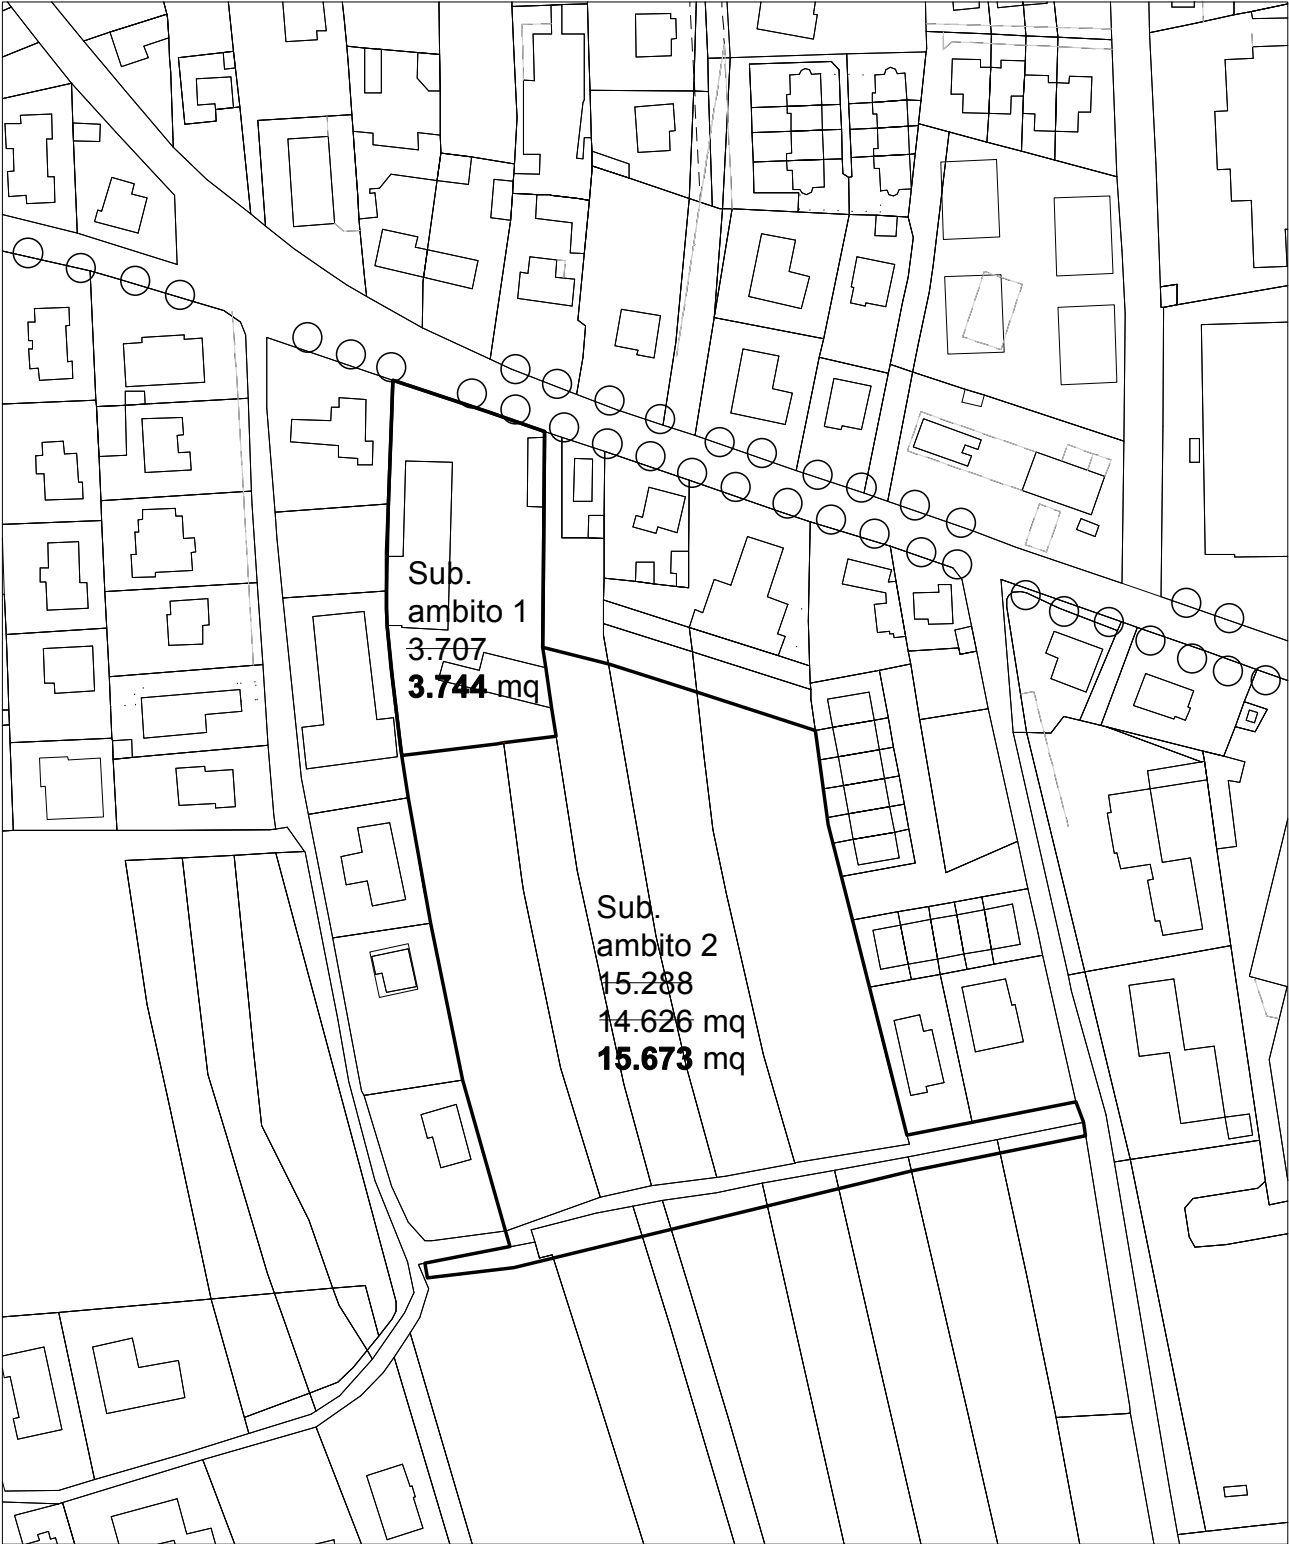 Sub.
ambito 1
3.707
3.744 mq
Sub.
ambito 2
15.288
14.626 mq
15.673 mq